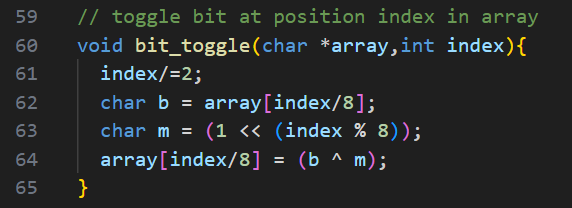 59 // toggle bit at position index in array
60 void bit_toggle(char *array,int index){
61 index/=2;
62 char b = array[index/8];
63 char m = (1 << (index % 8));
64 array[index/8] = (b ^ m);
65 }